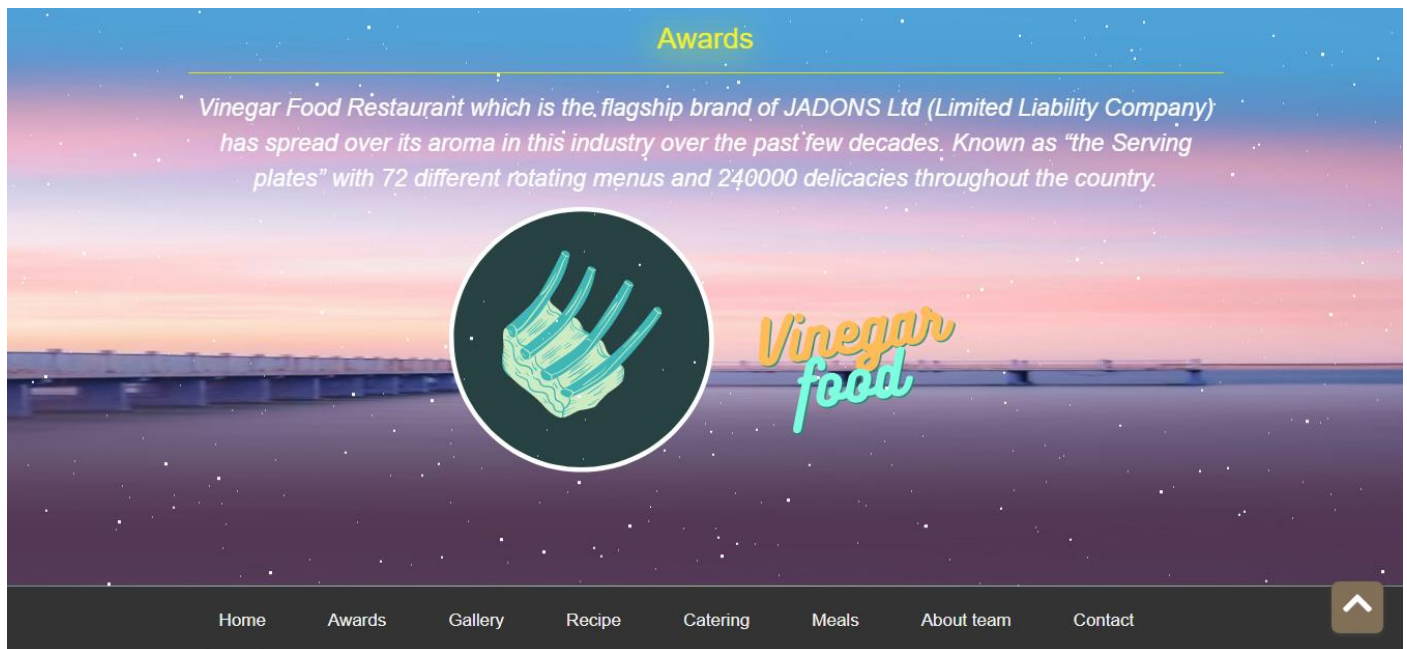 Awards
Vinegar Food Restaurant which is the flagship brand of JADONS Ltd (Limited Liability Company)
has spread over its aroma in this industry over the past few decades. Known as “the Serving
plates” with 72 different rotating menus and 240000 delicacies throughout the country.
Vinegar
food
Home Awards Gallery Recipe Catering Meals About team Contact